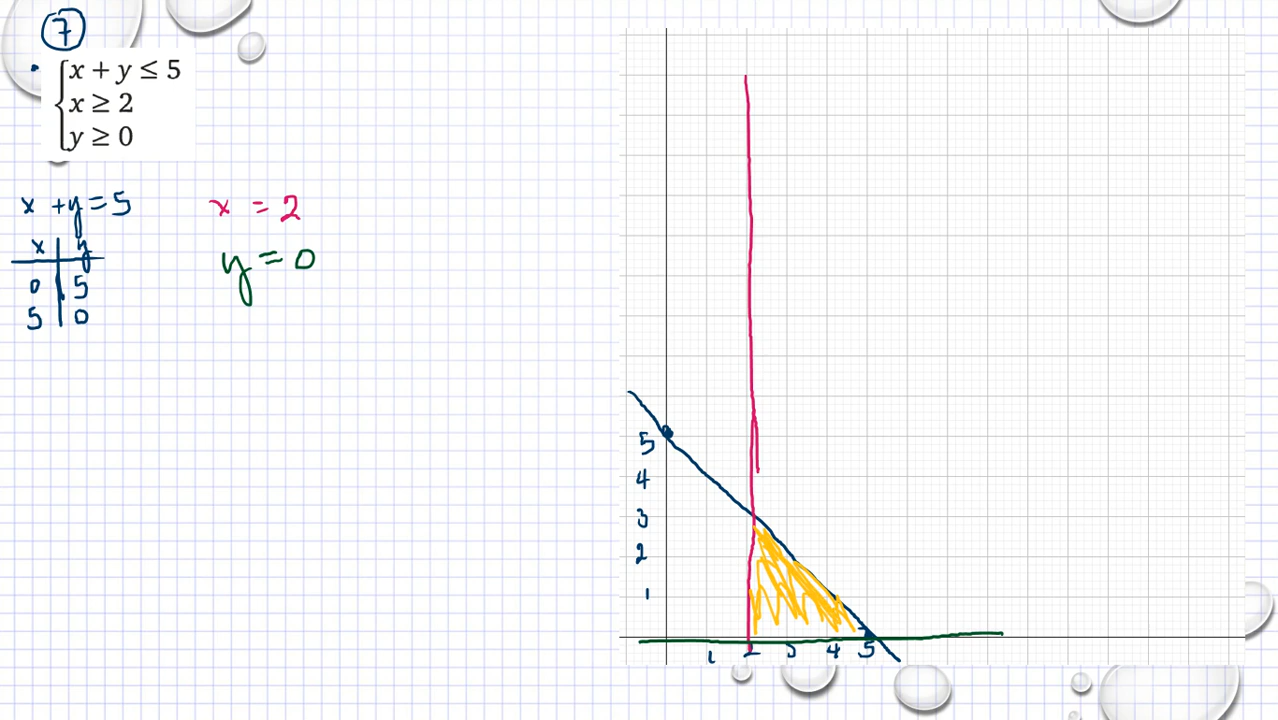 7
x + y ≤ 5
x ≥ 2
y ≥ 0
x + y = 5
x y
0 5
5 0
x = 2
y = 0
5
4
3
2
1
1 2 3 4 5